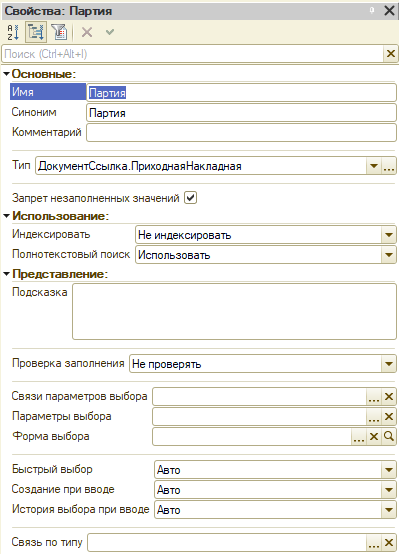 Свойства: Партия
Поиск (Ctrl+Alt+I)
Основные:
Имя Партия
Синоним Партия
Комментарий
Тип ДокументСсылка.ПриходнаяНакладная
Запрет незаполненных значений
Использование:
Индексировать Не индексировать
Полнотекстовый поиск Использовать
Представление:
Подсказка
Проверка заполнения Не проверять
Связи параметров выбора
Параметры выбора
Форма выбора
Быстрый выбор Авто
Создание при вводе Авто
История выбора при вводе Авто
Связь по типу